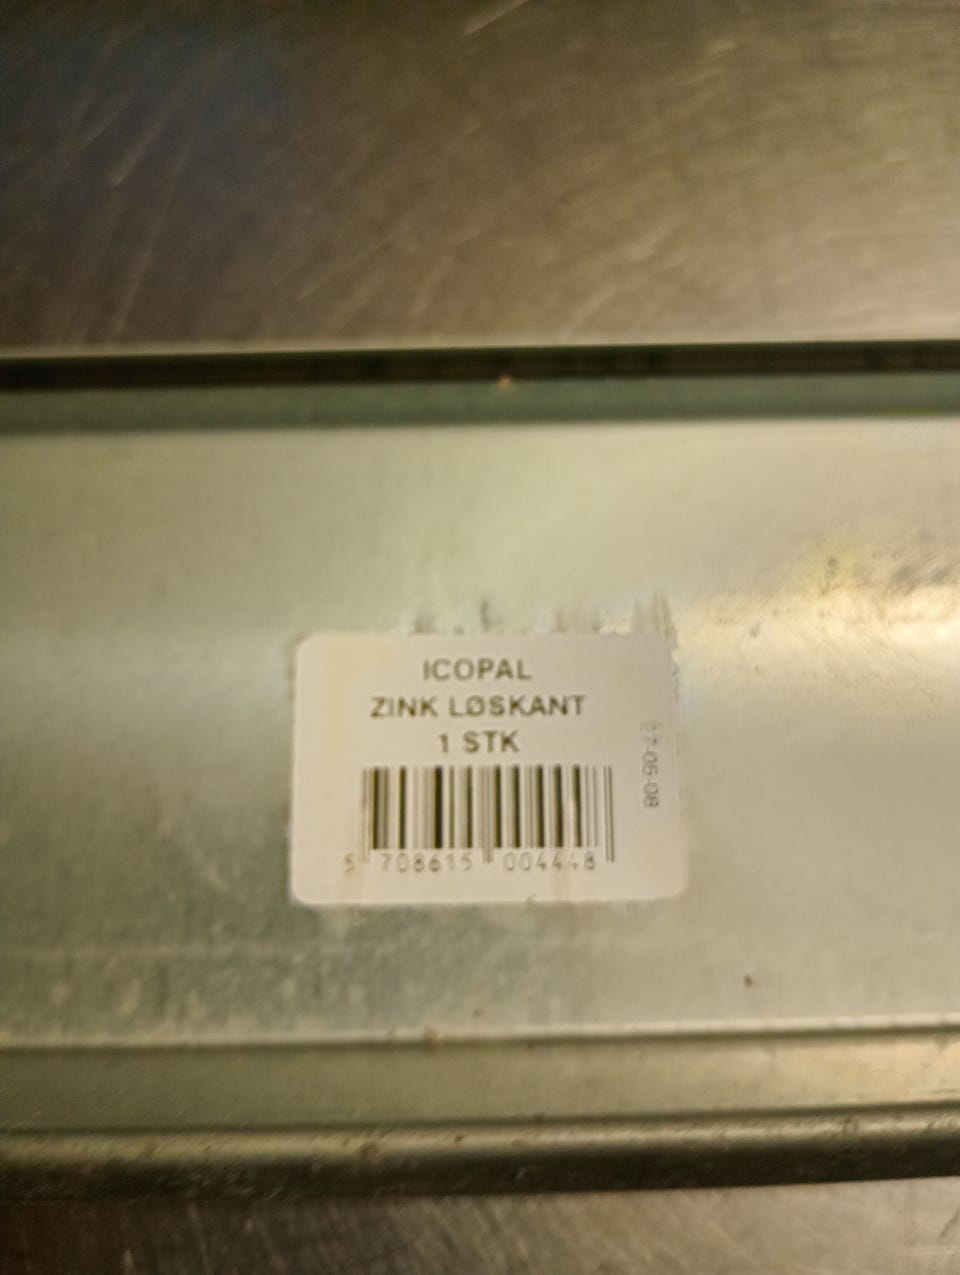 ICOPAL
ZINK LØSKANT
1 STK
5 708615 004448